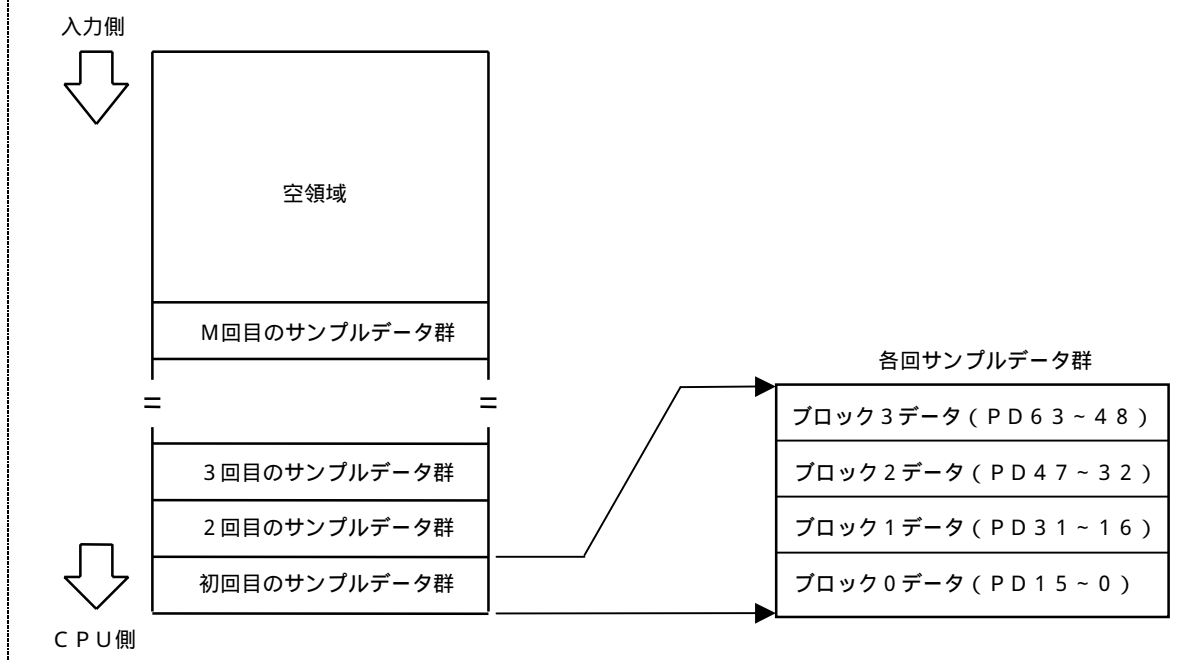 入力側
空領域
M回目のサンプルデータ群
=
=
3回目のサンプルデータ群
2回目のサンプルデータ群
初回目のサンプルデータ群
CPU側
各回サンプルデータ群
ブロック3データ(PD63~48)
ブロック2データ(PD47~32)
ブロック1データ(PD31~16)
ブロック0データ(PD15~0)